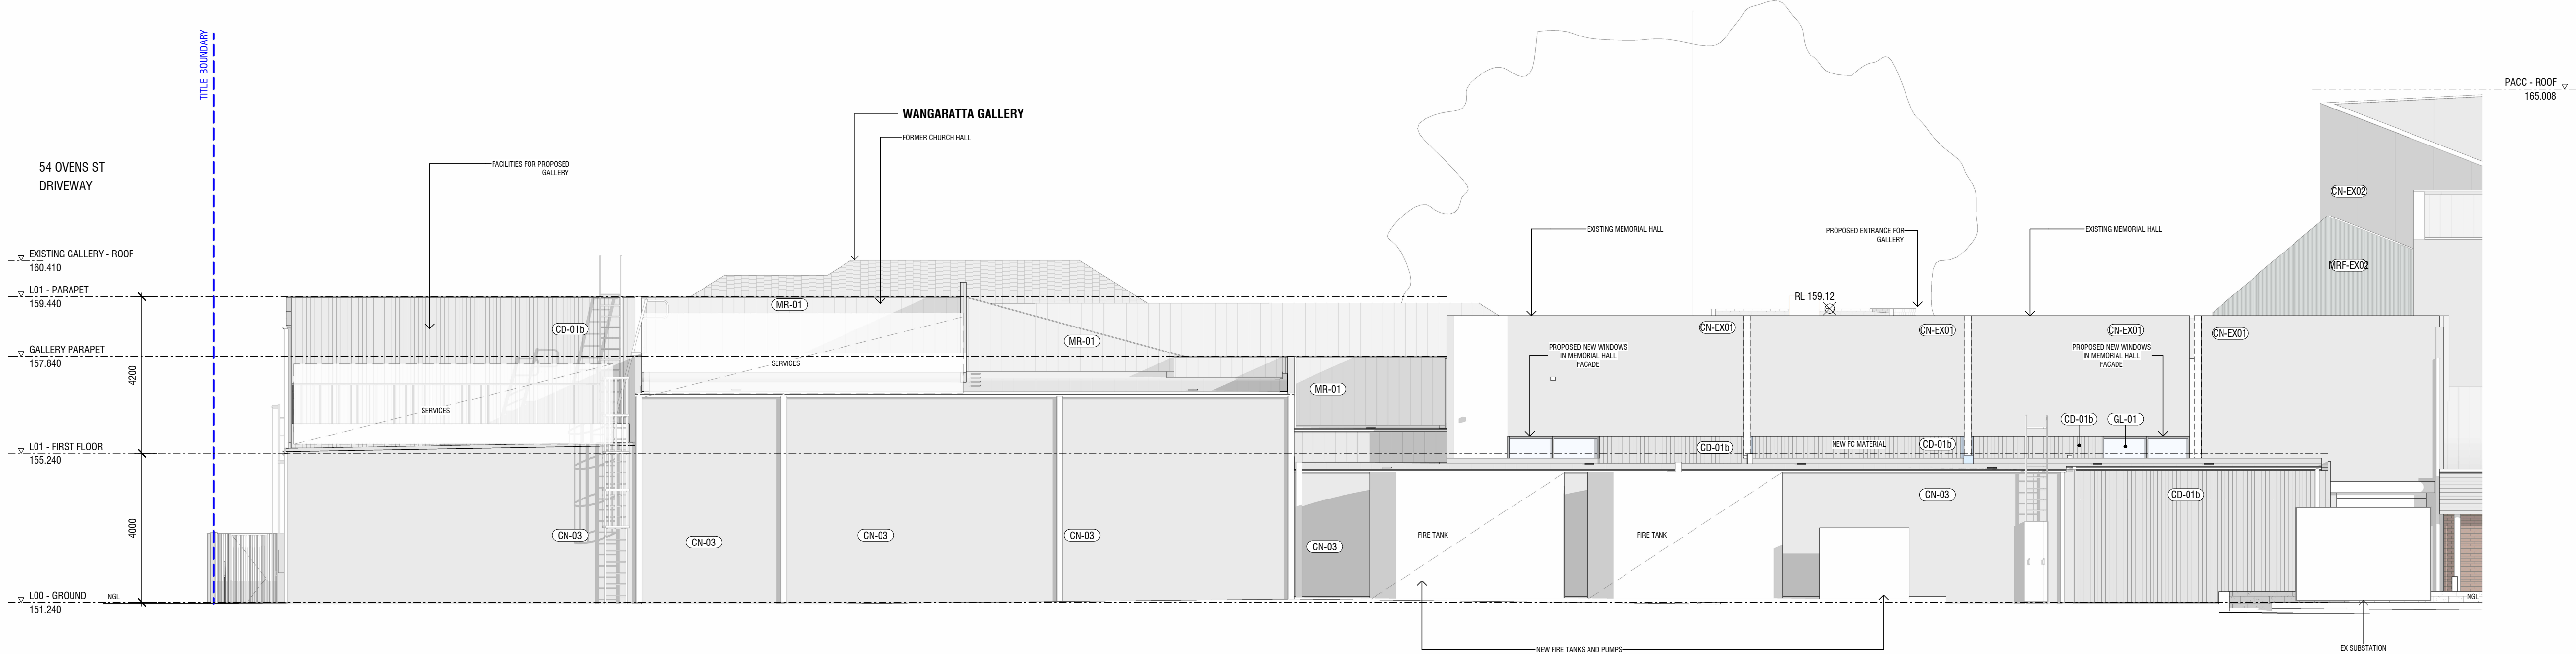 TITLE BOUNDARY
PACC - ROOF
165.008
WANGARATTA GALLERY
FORMER CHURCH HALL
54 OVENS ST
DRIVEWAY
FACILITIES FOR PROPOSED
GALLERY
CN-EX02
EXISTING MEMORIAL HALL
PROPOSED ENTRANCE FOR
GALLERY
EXISTING MEMORIAL HALL
EXISTING GALLERY - ROOF
160.410
MRF-EX02
L01 - PARAPET
159.440
MR-01
RL 159.12
CD-01b
CN-EX01
CN-EX01
CN-EX01
CN-EX01
MR-01
GALLERY PARAPET
157.840
PROPOSED NEW WINDOWS
IN MEMORIAL HALL
FACADE
PROPOSED NEW WINDOWS
IN MEMORIAL HALL
FACADE
SERVICES
4200
MR-01
SERVICES
CD-01b
GL-01
L01 - FIRST FLOOR
155.240
CD-01b
NEW FC MATERIAL
CD-01b
CN-03
CD-01b
4000
CN-03
CN-03
CN-03
CN-03
CN-03
FIRE TANK
FIRE TANK
L00 - GROUND
151.240
NGL
NGL
NEW FIRE TANKS AND PUMPS
EX SUBSTATION